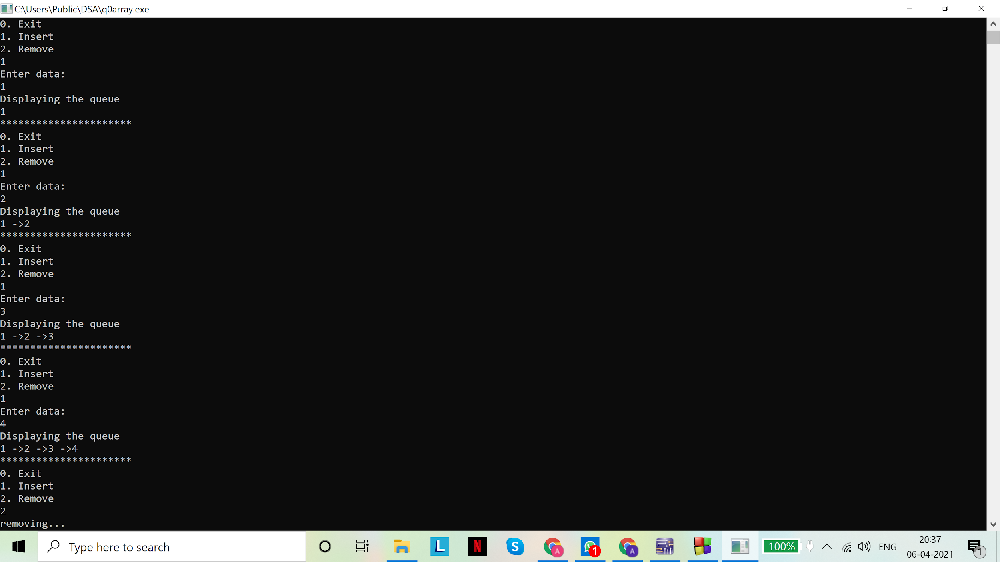 C:\Users\Public\DSA\q0array.exe
0. Exit
1. Insert
2. Remove
1
Enter data:
1
Displaying the queue
1
**********************
0. Exit
1. Insert
2. Remove
1
Enter data:
2
Displaying the queue
1 ->2
**********************
0. Exit
1. Insert
2. Remove
1
Enter data:
3
Displaying the queue
1 ->2 ->3
**********************
0. Exit
1. Insert
2. Remove
1
Enter data:
4
Displaying the queue
1 ->2 ->3 ->4
**********************
0. Exit
1. Insert
2. Remove
2
removing...
Type here to search
L
N
S
A
1
A
100%
ENG
20:37
06-04-2021
1